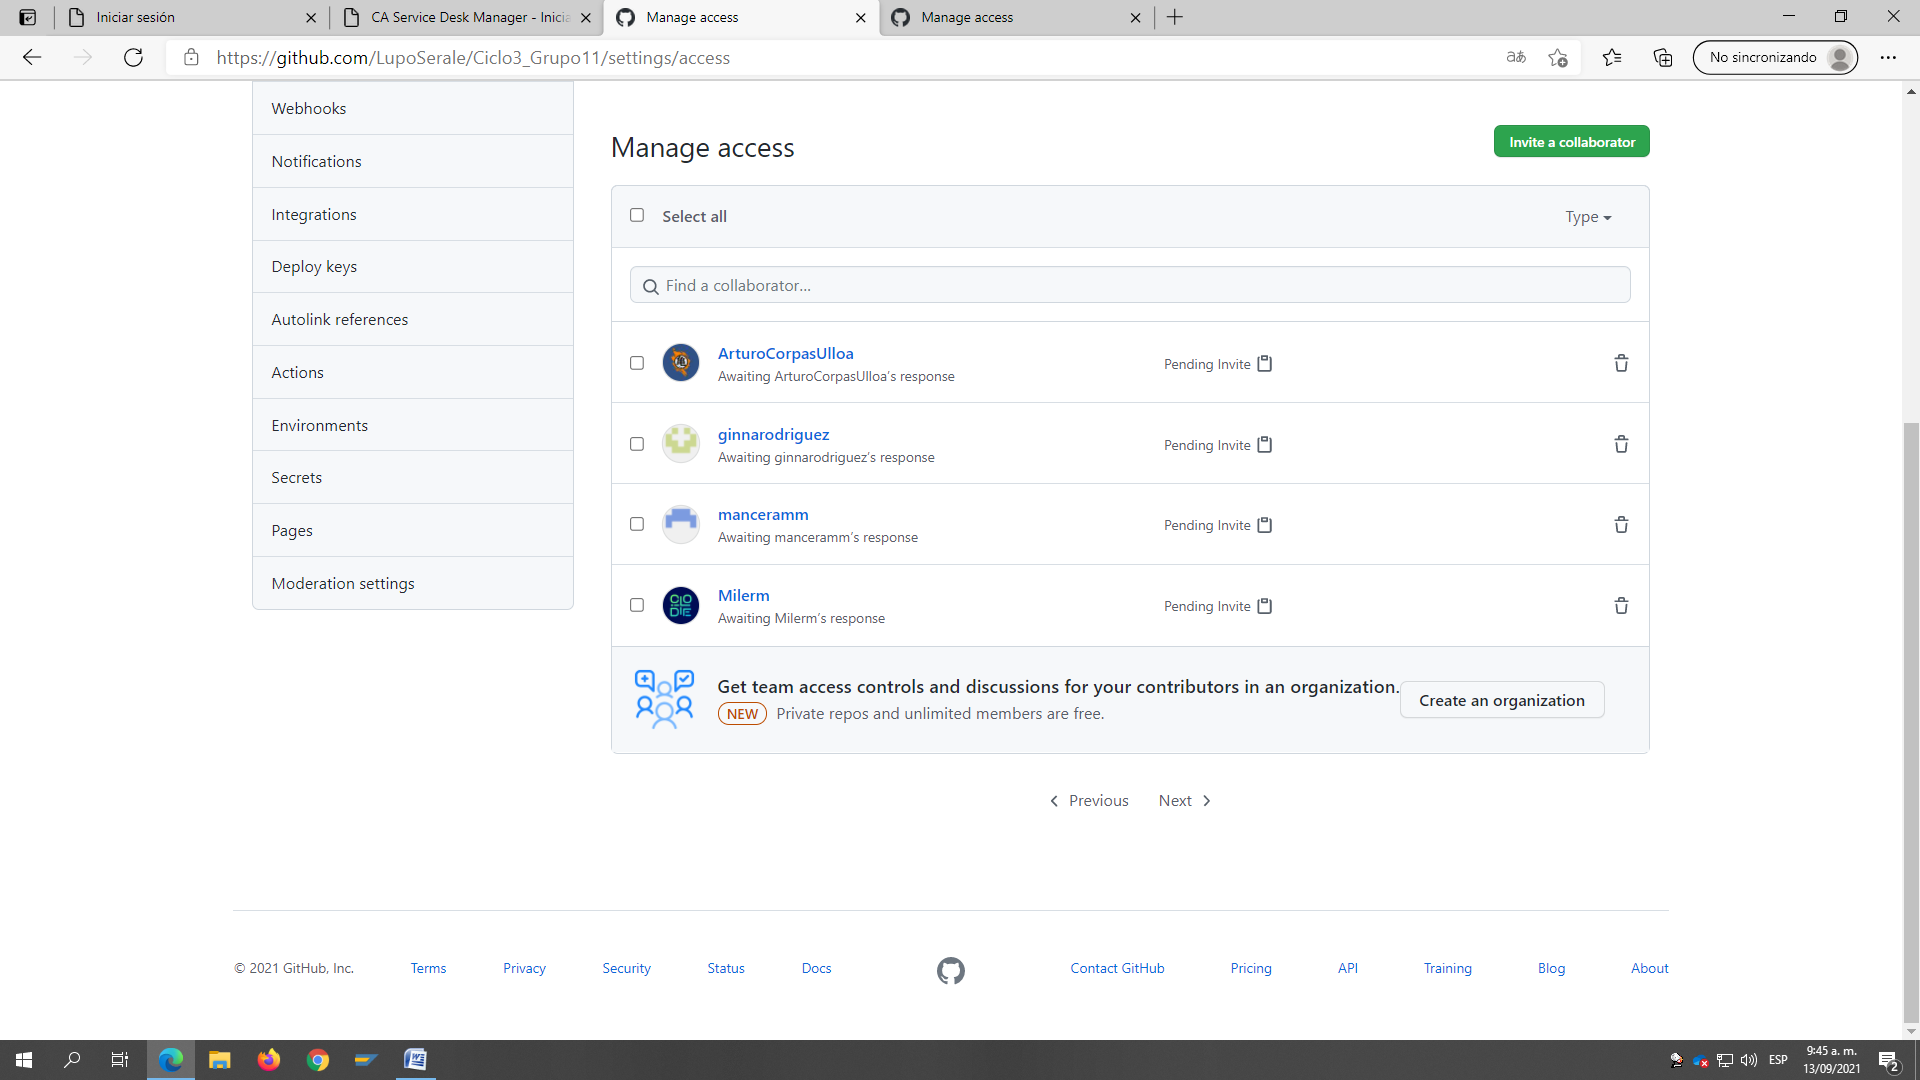 Iniciar sesión
CA Service Desk Manager - Inicia
Manage access
Manage access
https://github.com/LupoSerale/Ciclo3_Grupo11/settings/access
No sincronizando
Webhooks
Notifications
Integrations
Deploy keys
Autolink references
Actions
Environments
Secrets
Pages
Moderation settings
Manage access
Invite a collaborator
Select all
Type
Find a collaborator...
ArturoCorpasUlloa
Awaiting ArturoCorpasUlloa's response
Pending Invite
ginnarodriguez
Awaiting ginnarodriguez's response
Pending Invite
manceramm
Awaiting manceramm's response
Pending Invite
Milerm
Awaiting Milerm's response
Pending Invite
Get team access controls and discussions for your contributors in an organization.
NEW Private repos and unlimited members are free.
Create an organization
Previous Next
© 2021 GitHub, Inc. Terms Privacy Security Status Docs Contact GitHub Pricing API Training Blog About
ESP
9:45 a. m.
13/09/2021
2